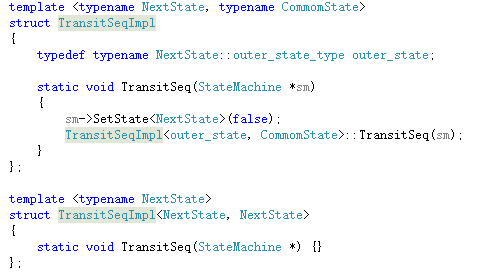 template <typename NextState, typename CommomState>
struct TransitSeqImpl
{
    typedef typename NextState::outer_state_type outer_state;

    static void TransitSeq(StateMachine *sm)
    {
        sm->SetState<NextState>(false);
        TransitSeqImpl<outer_state, CommomState>::TransitSeq(sm);
    }
};

template <typename NextState>
struct TransitSeqImpl<NextState, NextState>
{
    static void TransitSeq(StateMachine *) {}
};